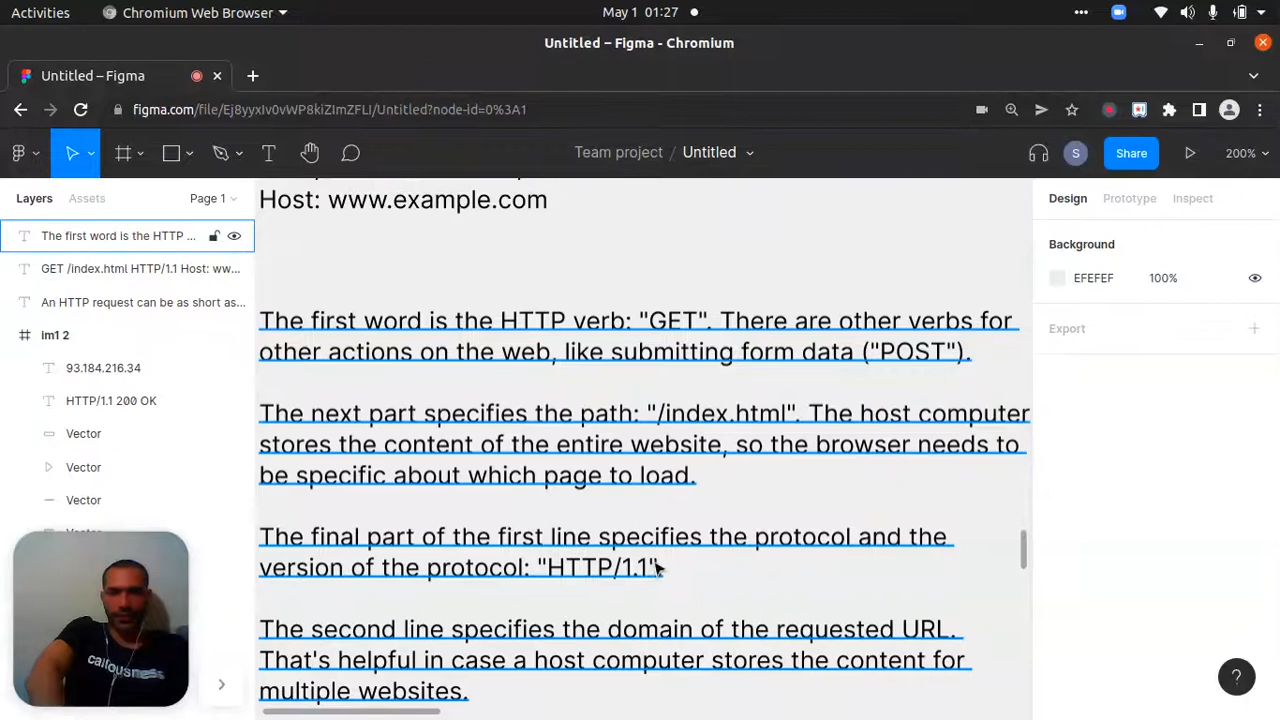 Activities
Chromium Web Browser
May 1 01:27
Untitled – Figma - Chromium
Untitled – Figma
figma.com/file/Ej8yyxIv0vWP8kiZImZFLI/Untitled?node-id=0%3A1
Team project / Untitled
S
Share
200%
Layers
Assets
Page 1
Design
Prototype
Inspect
The first word is the HTTP ...
GET /index.html HTTP/1.1 Host: ww...
An HTTP request can be as short as...
im1 2
93.184.216.34
HTTP/1.1 200 OK
Vector
Vector
Vector
Host: www.example.com
The first word is the HTTP verb: "GET". There are other verbs for
other actions on the web, like submitting form data ("POST").
The next part specifies the path: "/index.html". The host computer
stores the content of the entire website, so the browser needs to
be specific about which page to load.
The final part of the first line specifies the protocol and the
version of the protocol: "HTTP/1.1"
The second line specifies the domain of the requested URL.
That's helpful in case a host computer stores the content for
multiple websites.
Background
EFEFEF
100%
Export
callousness
?